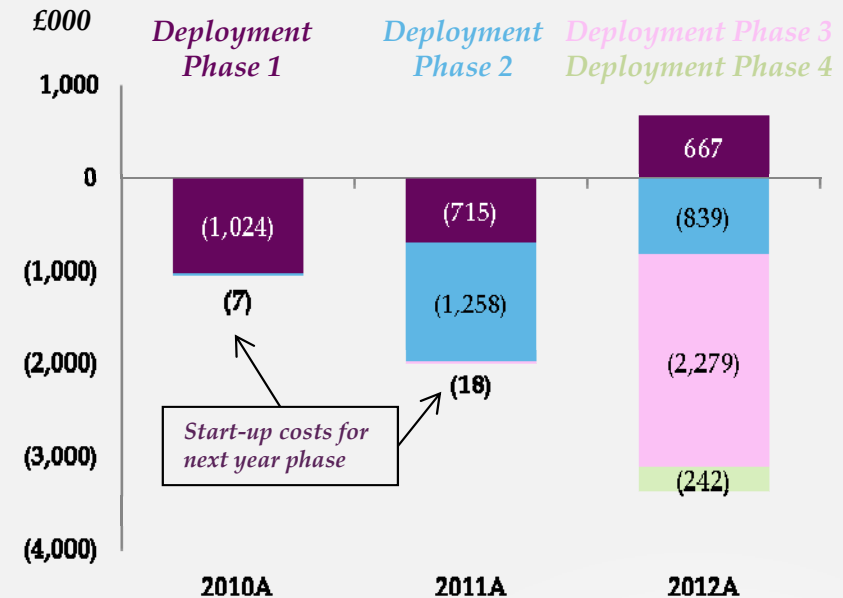 £000
Deployment
Phase 1
Deployment
Phase 2
Deployment Phase 3
Deployment Phase 4
1,000
0
(1,000)
(2,000)
(3,000)
(4,000)
(1,024)
(7)
(715)
(1,258)
(18)
667
(839)
(2,279)
(242)
Start-up costs for
next year phase
2010A
2011A
2012A